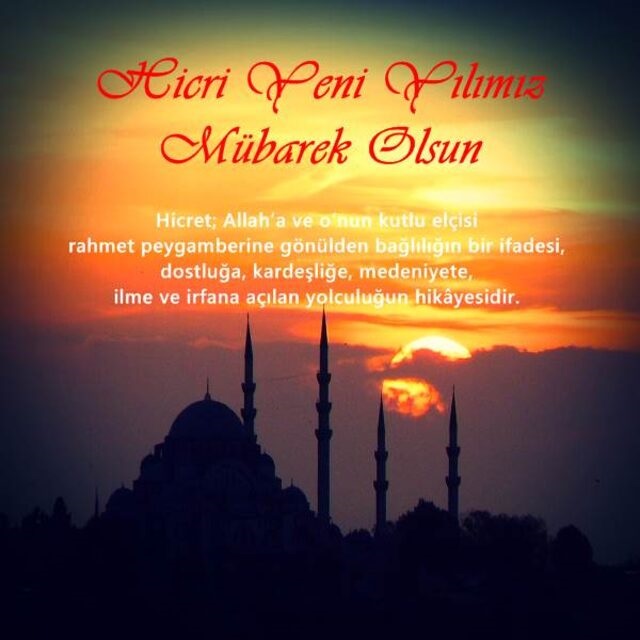 Hicri Yeni Yılımız
Mübarek Olsun
Hicret; Allah'a ve o'nun kutlu elçisi
rahmet peygamberine gönülden bağlılığın bir ifadesi,
dostluğa, kardeşliğe, medeniyete,
ilme ve irfana açılan yolculuğun hikâyesidir.